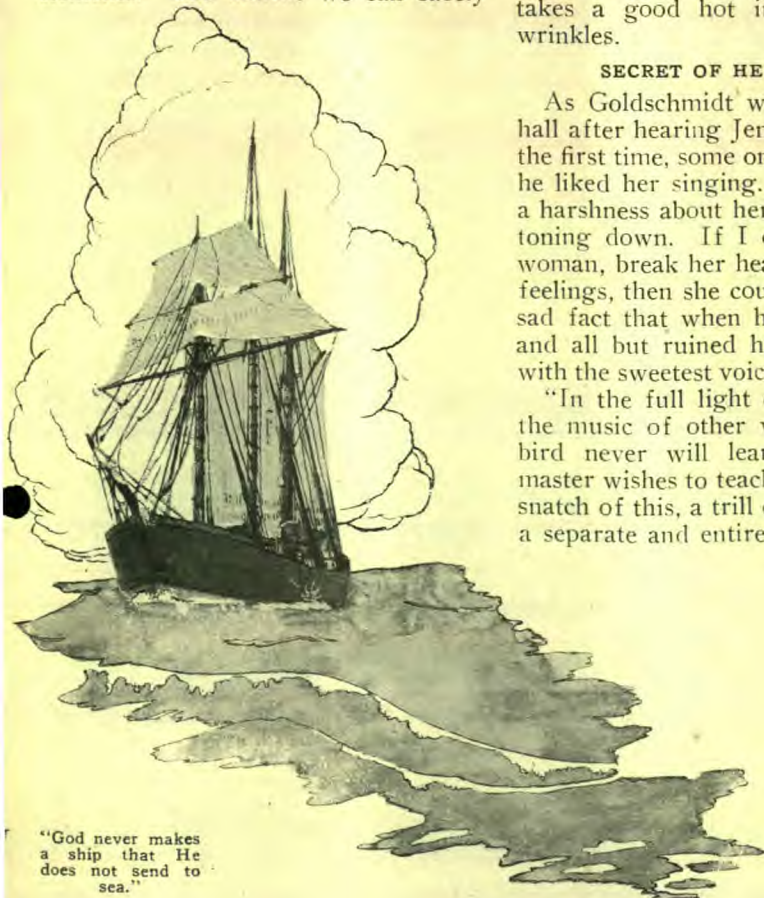 takes a good hot
wrinkles.
SECRET OF HE
As Goldschmidt w
hall after hearing Jer
the first time, some or
he liked her singing.
a harshness about her
toning down. If I
woman, break her hea
feelings, then she cou
sad fact that when h
and all but ruined h
with the sweetest voic
"In the full light
the music of other
bird never will lear
master wishes to teach
snatch of this, a trill
a separate and entire
"God never makes
a ship that He
does not send to
sea."